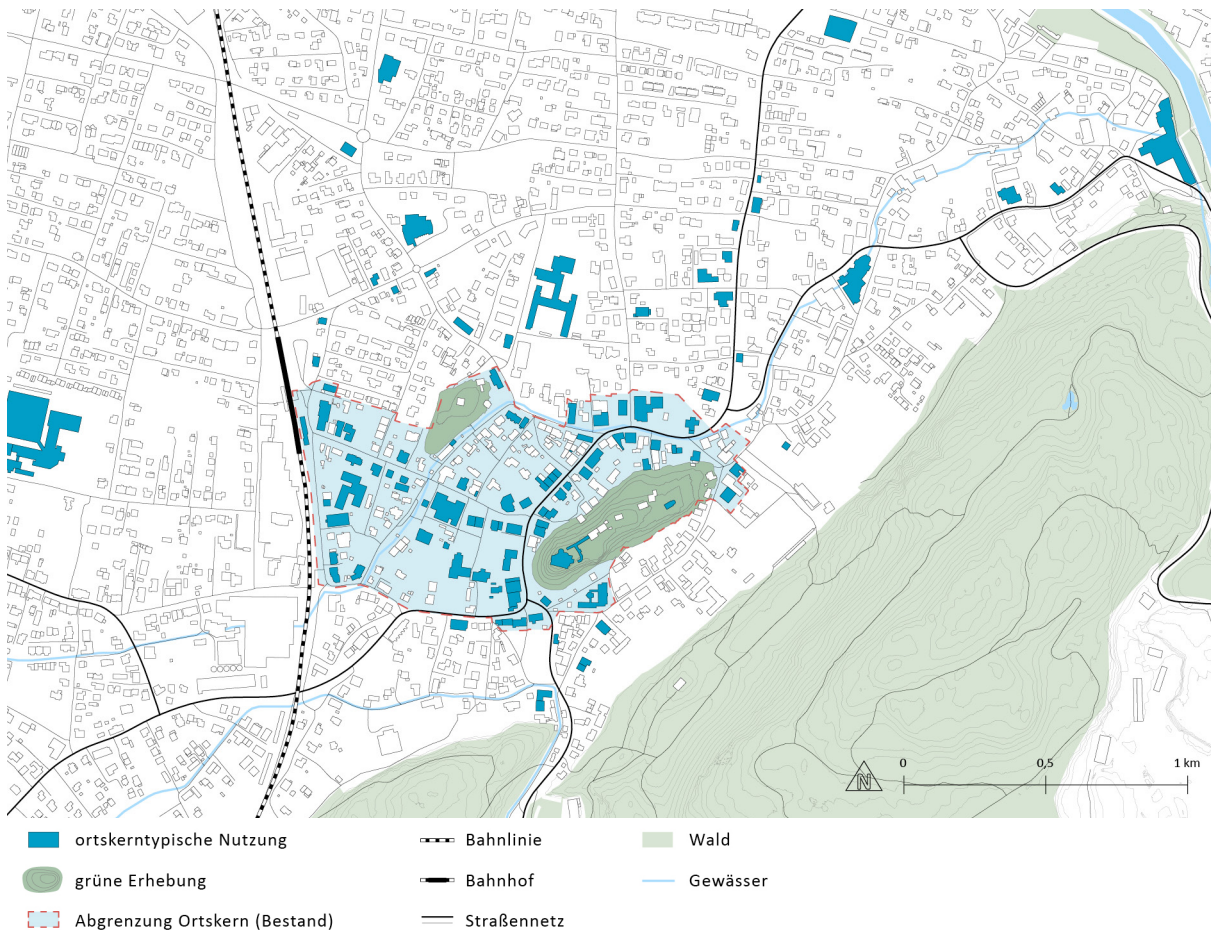 N
0
0,5
1 km
ortskerntypische Nutzung
Bahnlinie
Wald
grüne Erhebung
Bahnhof
Gewässer
Abgrenzung Ortskern (Bestand)
Straßennetz